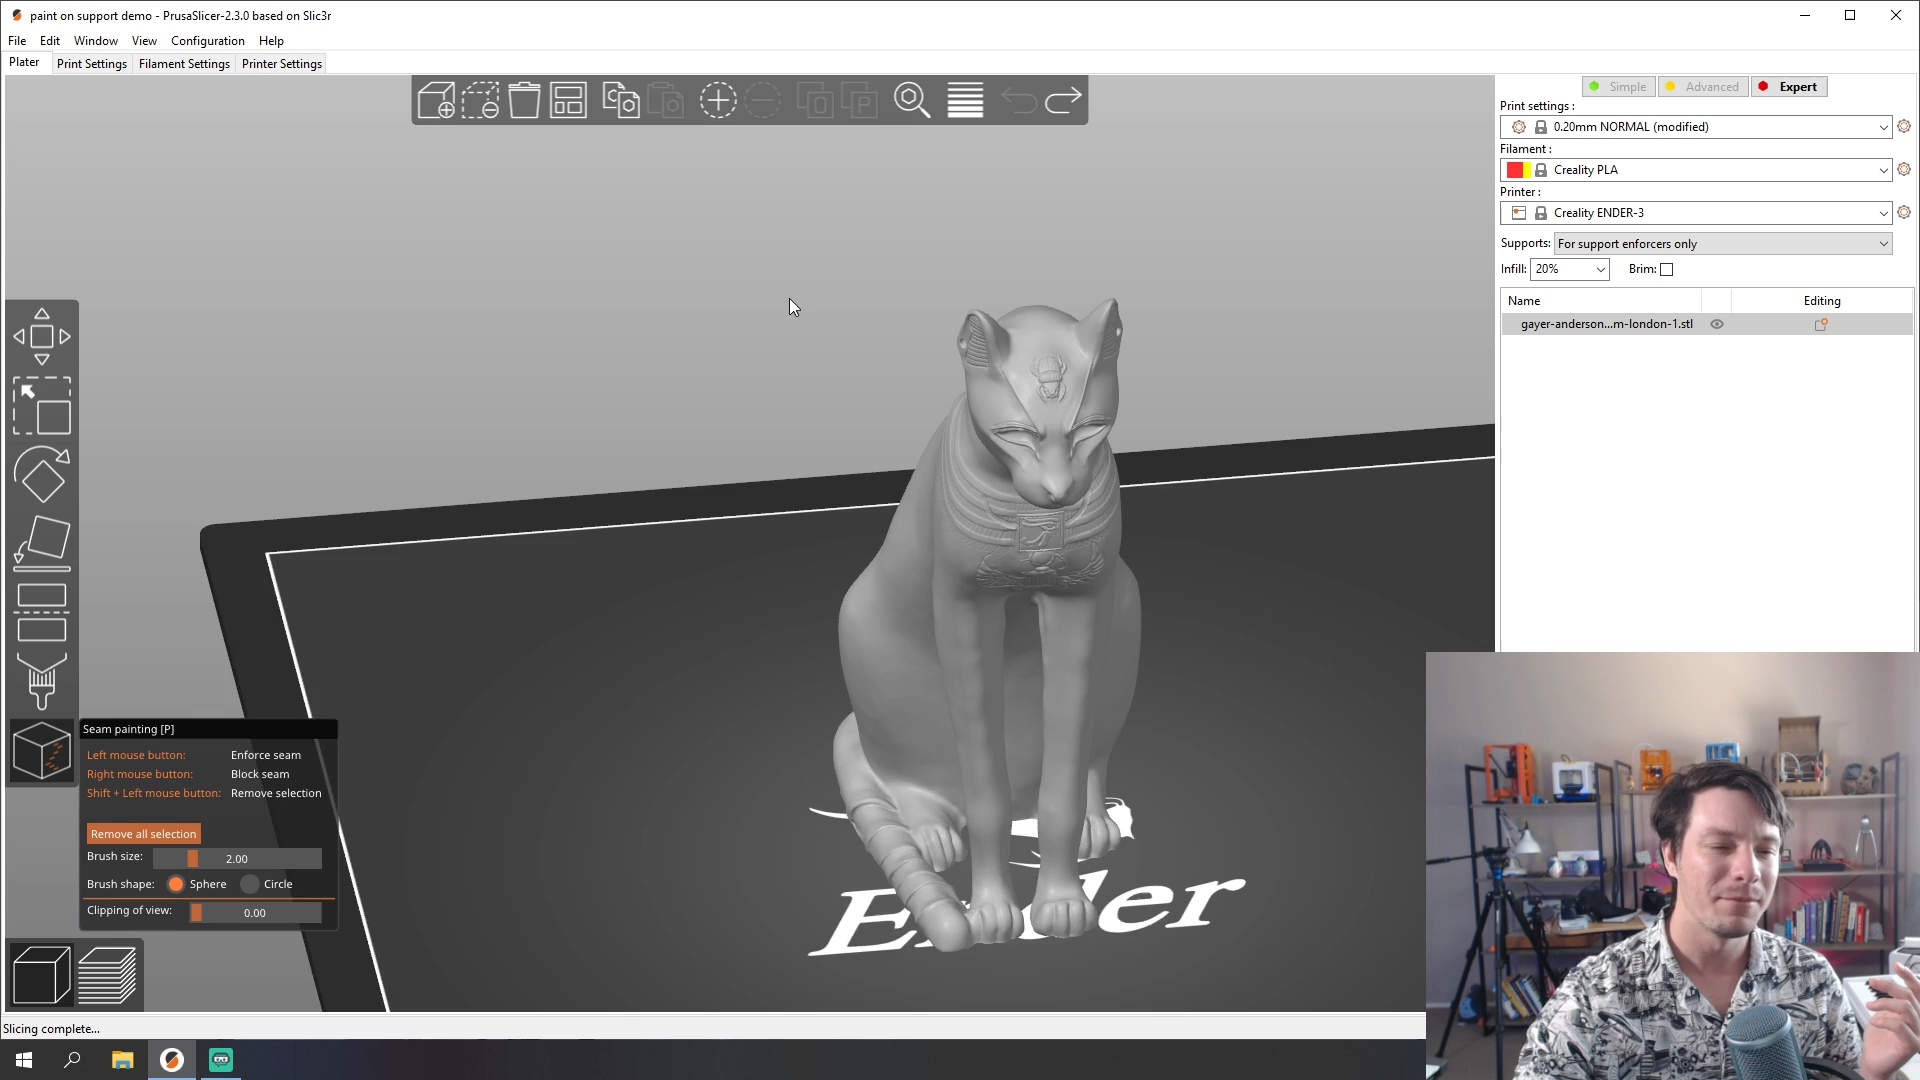 paint on support demo - PrusaSlicer-2.3.0 based on Slic3r
File Edit Window View Configuration Help
Plater Print Settings Filament Settings Printer Settings
Simple Advanced Expert
Print settings :
0.20mm NORMAL (modified)
Filament :
Creality PLA
Printer :
Creality ENDER-3
Supports: For support enforcers only
Infill: 20% Brim:
Name Editing
gayer-anderson...m-london-1.stl
Seam painting [P]
Left mouse button: Enforce seam
Right mouse button: Block seam
Shift + Left mouse button: Remove selection
Remove all selection
Brush size: 2.00
Brush shape: Sphere Circle
Clipping of view: 0.00
Ender
Slicing complete...